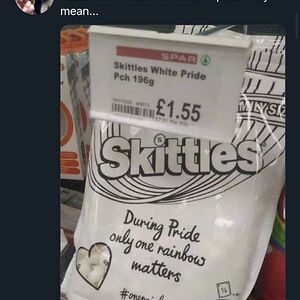 mean...
SPAR
Skittles White Pride
Pch 196g
£1.55
Skittles
During Pride
only one rainbow
matters